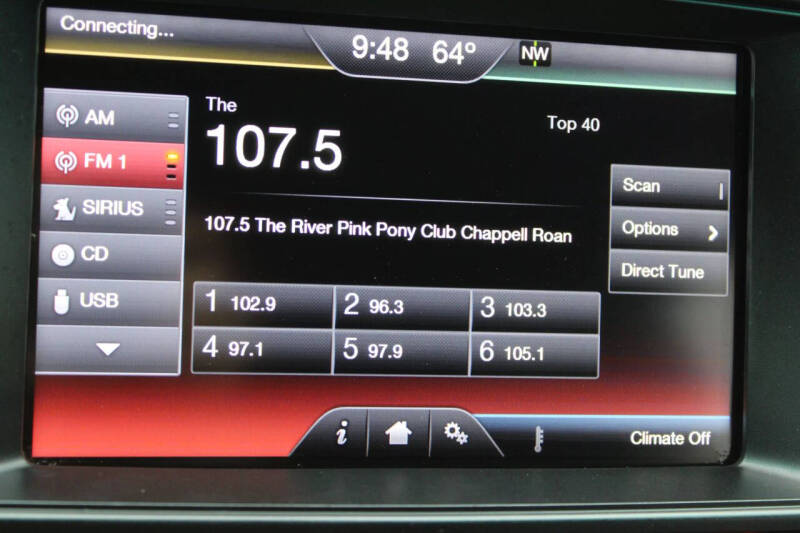 Connecting...
9:48 64° NW
AM
FM 1
SIRIUS
CD
USB
The
107.5
Top 40
107.5 The River Pink Pony Club Chappell Roan
Scan
Options
Direct Tune
1 102.9
2 96.3
3 103.3
4 97.1
5 97.9
6 105.1
i
Climate Off